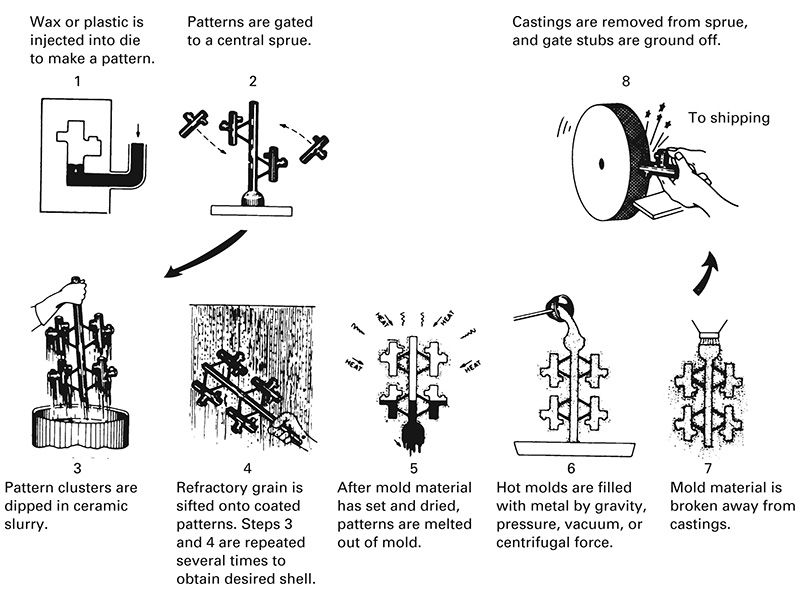 Wax or plastic is
injected into die
to make a pattern.
1
Patterns are gated
to a central sprue.
2
Castings are removed from sprue,
and gate stubs are ground off.
8
To shipping
3
Pattern clusters are
dipped in ceramic
slurry.
4
Refractory grain is
sifted onto coated
patterns. Steps 3
and 4 are repeated
several times to
obtain desired shell.
HEAT
HEAT
HEAT
HEAT
5
After mold material
has set and dried,
patterns are melted
out of mold.
6
Hot molds are filled
with metal by gravity,
pressure, vacuum, or
centrifugal force.
7
Mold material is
broken away from
castings.